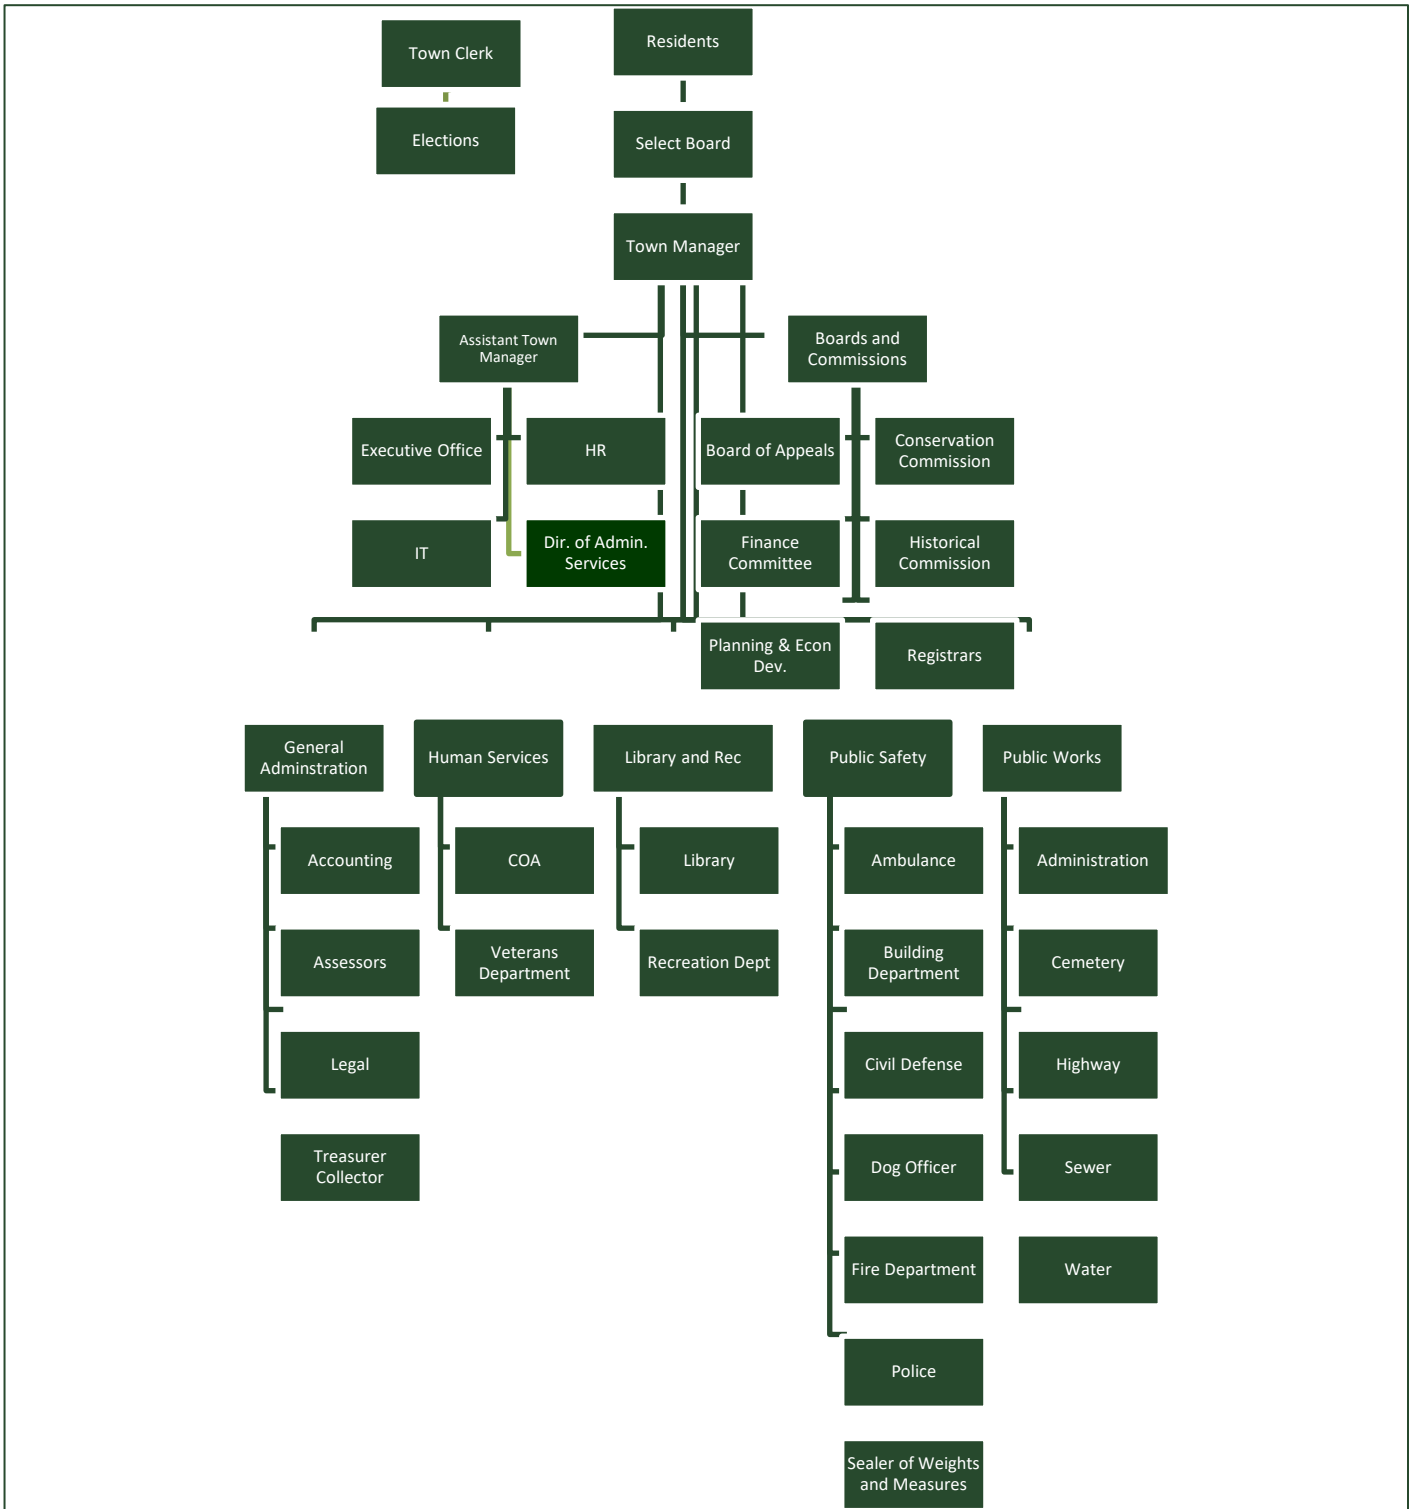 Town Clerk
Residents
Elections
Select Board
Town Manager
Assistant Town
Manager
Boards and
Commissions
Executive Office
HR
Board of Appeals
Conservation
Commission
IT
Dir. of Admin.
Services
Finance
Committee
Historical
Commission
Planning & Econ
Dev.
Registrars
General
Adminstration
Human Services
Library and Rec
Public Safety
Public Works
Accounting
COA
Library
Ambulance
Administration
Assessors
Veterans
Department
Recreation Dept
Building
Department
Cemetery
Legal
Civil Defense
Highway
Treasurer
Collector
Dog Officer
Sewer
Fire Department
Water
Police
Sealer of Weights
and Measures